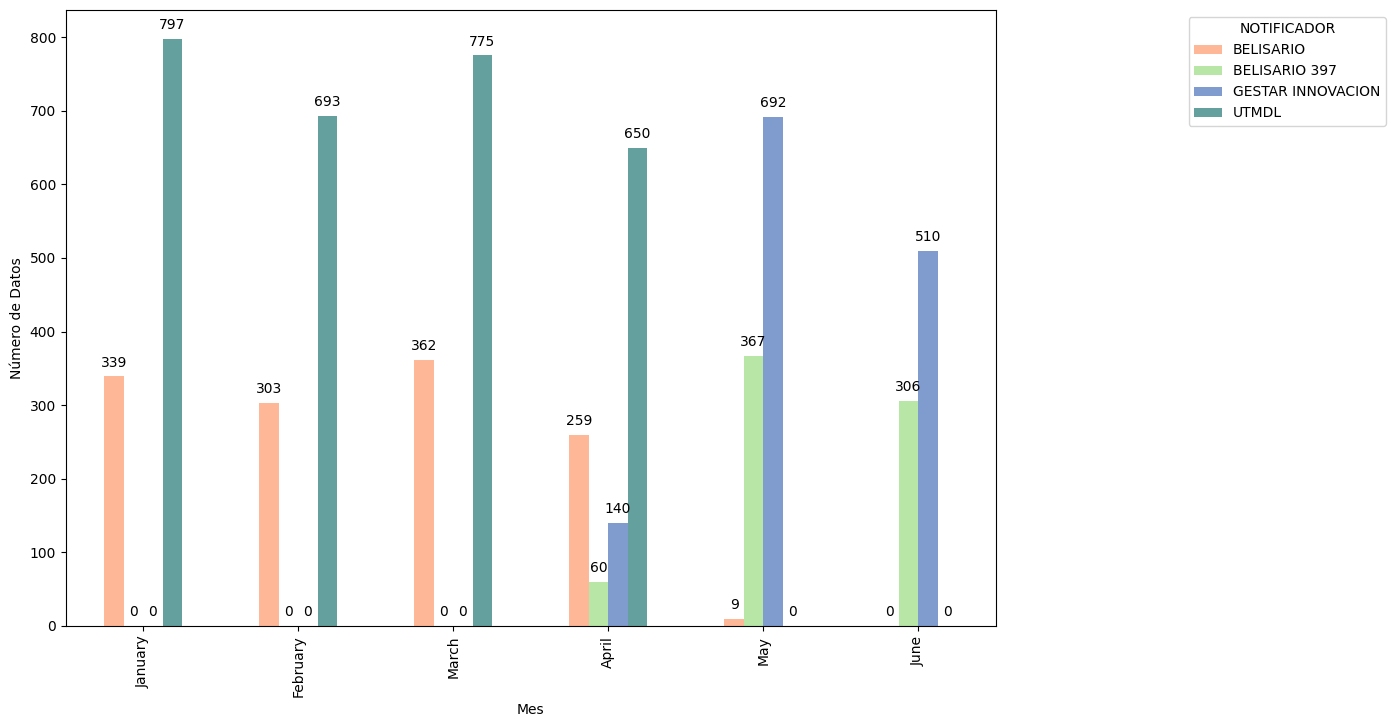 NOTIFICADOR
BELISARIO
BELISARIO 397
GESTAR INNOVACION
UTMDL
Número de Datos
800
700
600
500
400
300
200
100
0
339
0
0
797
303
0
0
693
362
0
0
775
259
60
140
650
9
367
692
0
0
306
510
0
January
February
March
April
May
June
Mes